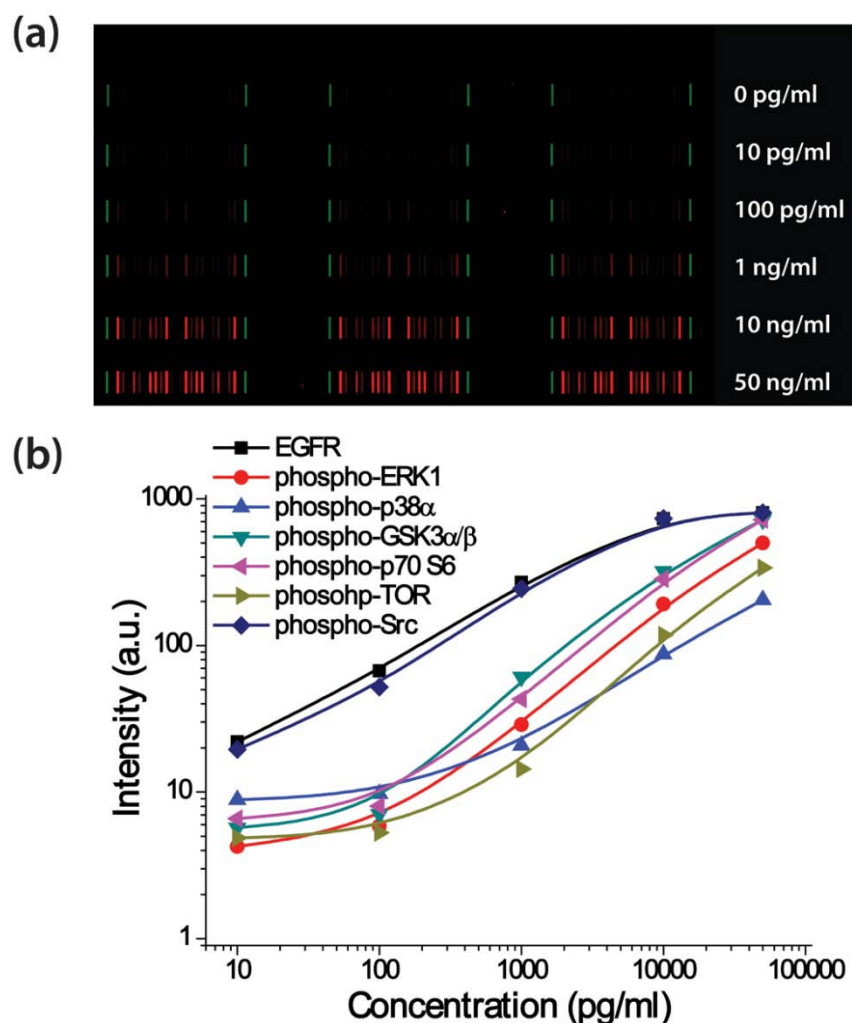 (a)
0 pg/ml
10 pg/ml
100 pg/ml
1 ng/ml
10 ng/ml
50 ng/ml
(b)
EGFR
phospho-ERK1
phospho-p38α
phospho-GSK3α/β
phospho-p70 S6
phosohp-TOR
phospho-Src
1000
100
10
1
Intensity (a.u.)
10 100 1000 10000 100000
Concentration (pg/ml)